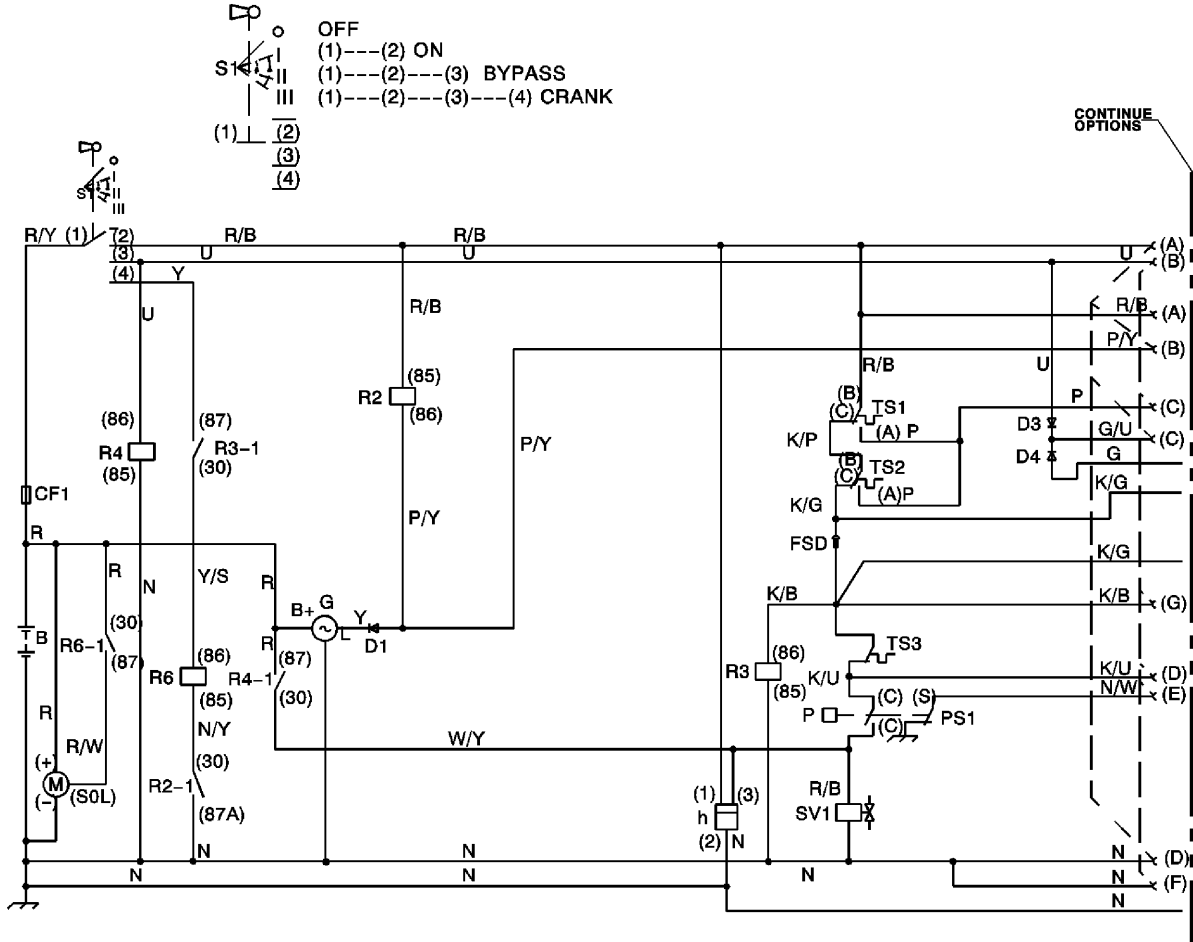 OFF
(1)---(2) ON
(1)---(2)---(3) BYPASS
(1)---(2)---(3)---(4) CRANK
S1
I
II
III
(1)
(2)
(3)
(4)
CONTINUE
OPTIONS
S1
I
II
III
R/Y (1) (2) R/B R/B (A)
(3) U U U (B)
(4) Y
R/B (A)
P/Y (B)
U
R/B
R/B
U
(85)
R2
(86)
(B)
(C) TS1
(A) P
P (C)
D3
G/U (C)
D4
G
K/P
(B)
(C) TS2
(A)P
K/G
K/G
(86)
R4
(85)
(87)
R3-1
(30)
P/Y
P/Y
CF1
R
FSD
K/G
R
N
Y/S
R
K/B
K/B (G)
B+ G
L
Y
D1
B
R6-1
(30)
(87)
R6
(86)
(85)
R
R4-1
(87)
(30)
R3
(86)
(85)
TS3
K/U
K/U (D)
N/W (E)
P
(C) (S)
(C)
PS1
R
R/W
N/Y
W/Y
(+)
M
(-)
(S0L)
(30)
R2-1
(87A)
(1) (3)
h
(2) N
R/B
SV1
N N N (D)
N N N N (F)
N